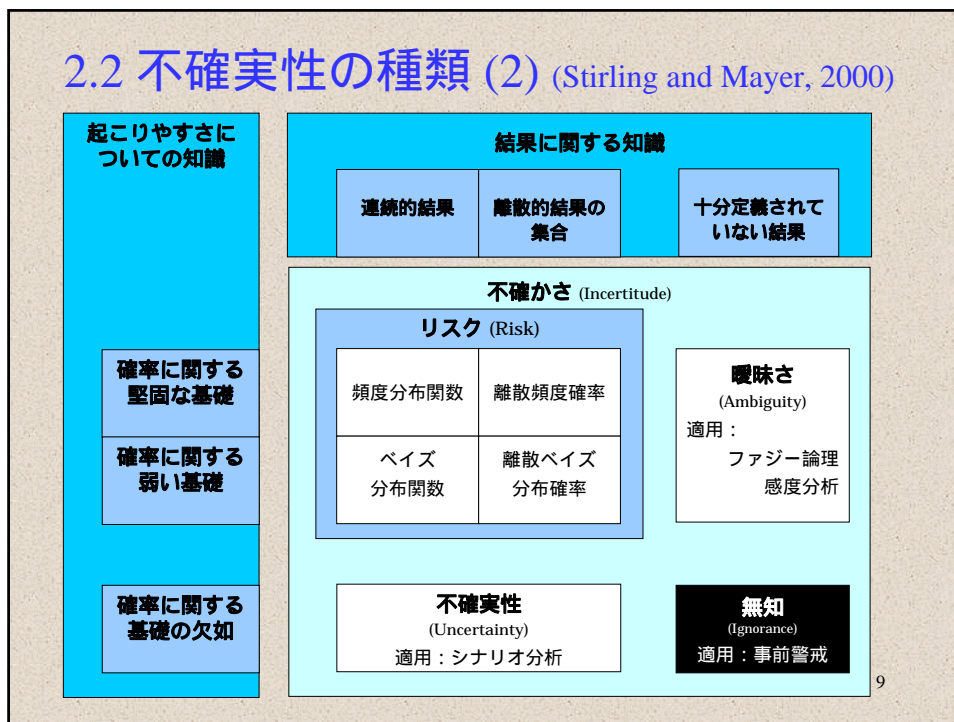 2.2 不確実性の種類 (2) (Stirling and Mayer, 2000)
起こりやすさに
ついての知識
結果に関する知識
連続的結果
離散的結果の
集合
十分定義されて
いない結果
不確かさ (Incertitude)
リスク (Risk)
確率に関する
堅固な基礎
頻度分布関数
離散頻度確率
曖昧さ
(Ambiguity)
適用：
ファジー論理
感度分析
確率に関する
弱い基礎
ベイズ
分布関数
離散ベイズ
分布確率
確率に関する
基礎の欠如
不確実性
(Uncertainty)
適用：シナリオ分析
無知
(Ignorance)
適用：事前警戒
9